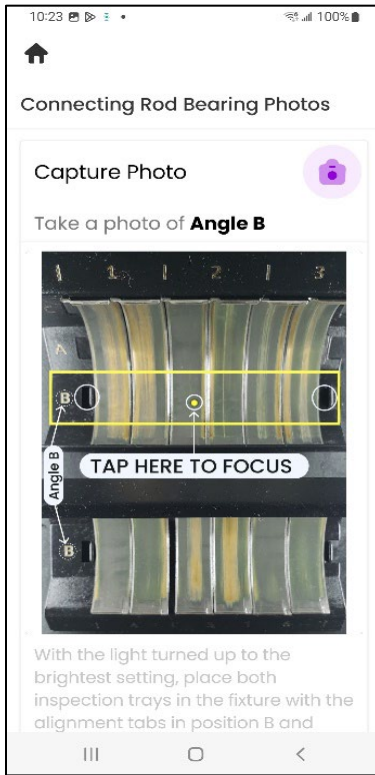 10:23
100%
Connecting Rod Bearing Photos
Capture Photo
Take a photo of Angle B
1 1 1 2 1 3
A
B
TAP HERE TO FOCUS
Angle B
B
With the light turned up to the
brightest setting, place both
inspection trays in the fixture with the
alignment tabs in position B and